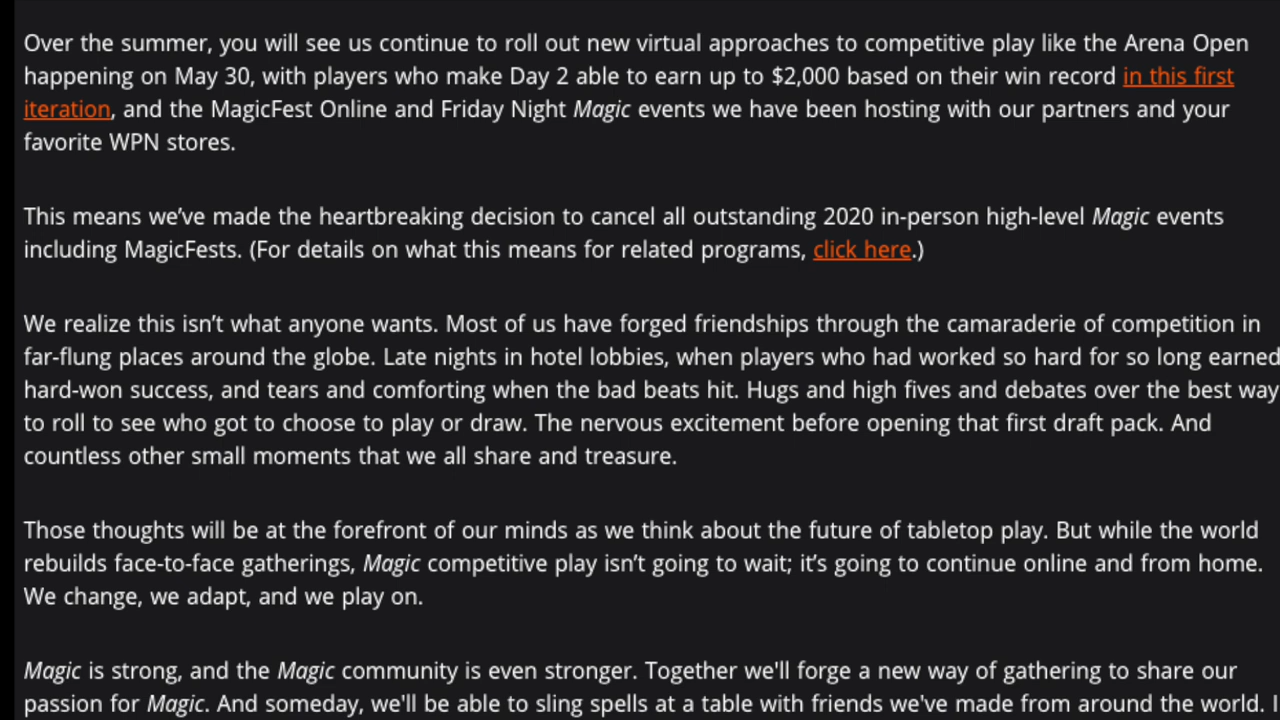 Over the summer, you will see us continue to roll out new virtual approaches to competitive play like the Arena Open
happening on May 30, with players who make Day 2 able to earn up to $2,000 based on their win record in this first
iteration, and the MagicFest Online and Friday Night Magic events we have been hosting with our partners and your
favorite WPN stores.
This means we’ve made the heartbreaking decision to cancel all outstanding 2020 in-person high-level Magic events
including MagicFests. (For details on what this means for related programs, click here.)
We realize this isn’t what anyone wants. Most of us have forged friendships through the camaraderie of competition in
far-flung places around the globe. Late nights in hotel lobbies, when players who had worked so hard for so long earned
hard-won success, and tears and comforting when the bad beats hit. Hugs and high fives and debates over the best way
to roll to see who got to choose to play or draw. The nervous excitement before opening that first draft pack. And
countless other small moments that we all share and treasure.
Those thoughts will be at the forefront of our minds as we think about the future of tabletop play. But while the world
rebuilds face-to-face gatherings, Magic competitive play isn’t going to wait; it’s going to continue online and from home.
We change, we adapt, and we play on.
Magic is strong, and the Magic community is even stronger. Together we'll forge a new way of gathering to share our
passion for Magic. And someday, we'll be able to sling spells at a table with friends we've made from around the world. I